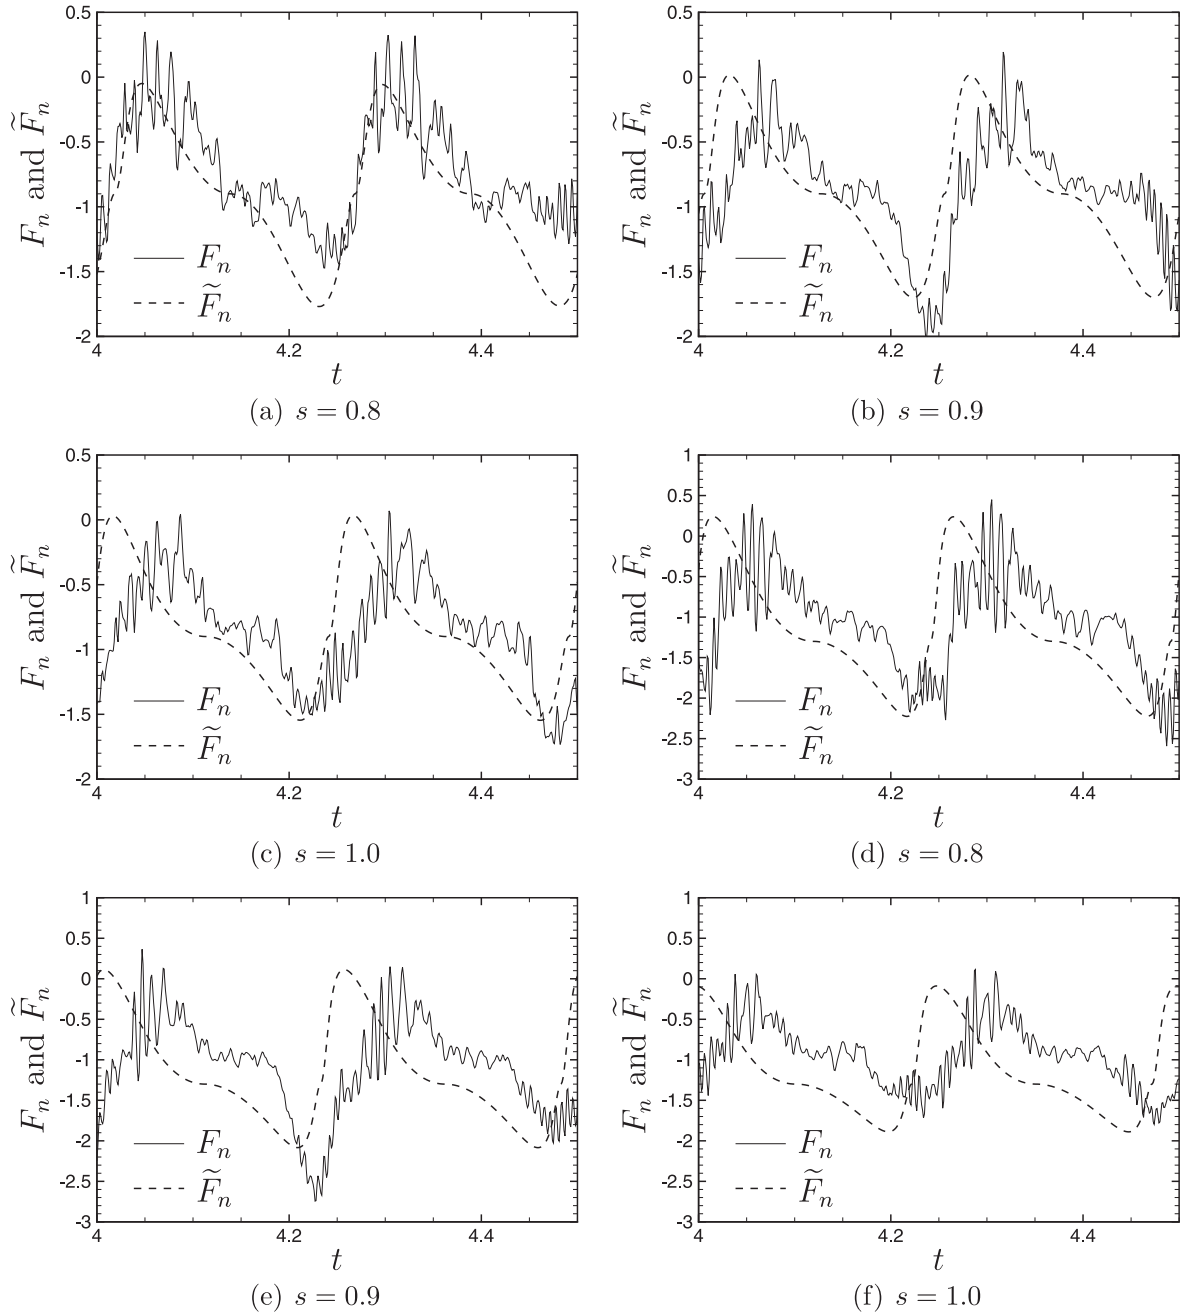 0.5
0
-0.5
-1
-1.5
-2
4
4.2
4.4
F_n and F̃_n
F_n
F̃_n
t
(a) s = 0.8
0.5
0
-0.5
-1
-1.5
-2
4
4.2
4.4
F_n and F̃_n
F_n
F̃_n
t
(b) s = 0.9
0.5
0
-0.5
-1
-1.5
-2
4
4.2
4.4
F_n and F̃_n
F_n
F̃_n
t
(c) s = 1.0
1
0.5
0
-0.5
-1
-1.5
-2
-2.5
-3
4
4.2
4.4
F_n and F̃_n
F_n
F̃_n
t
(d) s = 0.8
1
0.5
0
-0.5
-1
-1.5
-2
-2.5
-3
4
4.2
4.4
F_n and F̃_n
F_n
F̃_n
t
(e) s = 0.9
1
0.5
0
-0.5
-1
-1.5
-2
-2.5
-3
4
4.2
4.4
F_n and F̃_n
F_n
F̃_n
t
(f) s = 1.0